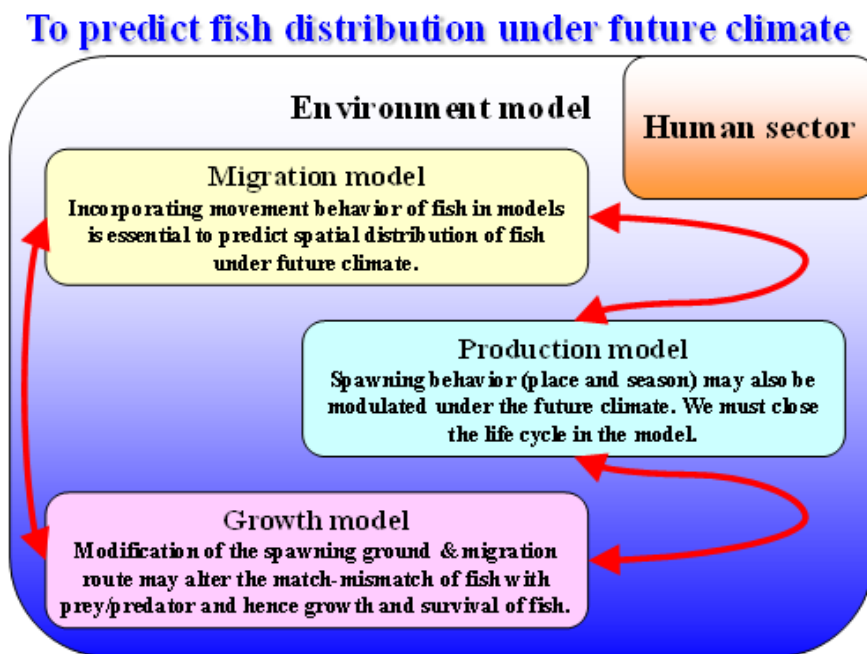 To predict fish distribution under future climate
Environment model
Human sector
Migration model
Incorporating movement behavior of fish in models
is essential to predict spatial distribution of fish
under future climate.
Production model
Spawning behavior (place and season) may also be
modulated under the future climate. We must close
the life cycle in the model.
Growth model
Modification of the spawning ground & migration
route may alter the match-mismatch of fish with
prey/predator and hence growth and survival of fish.